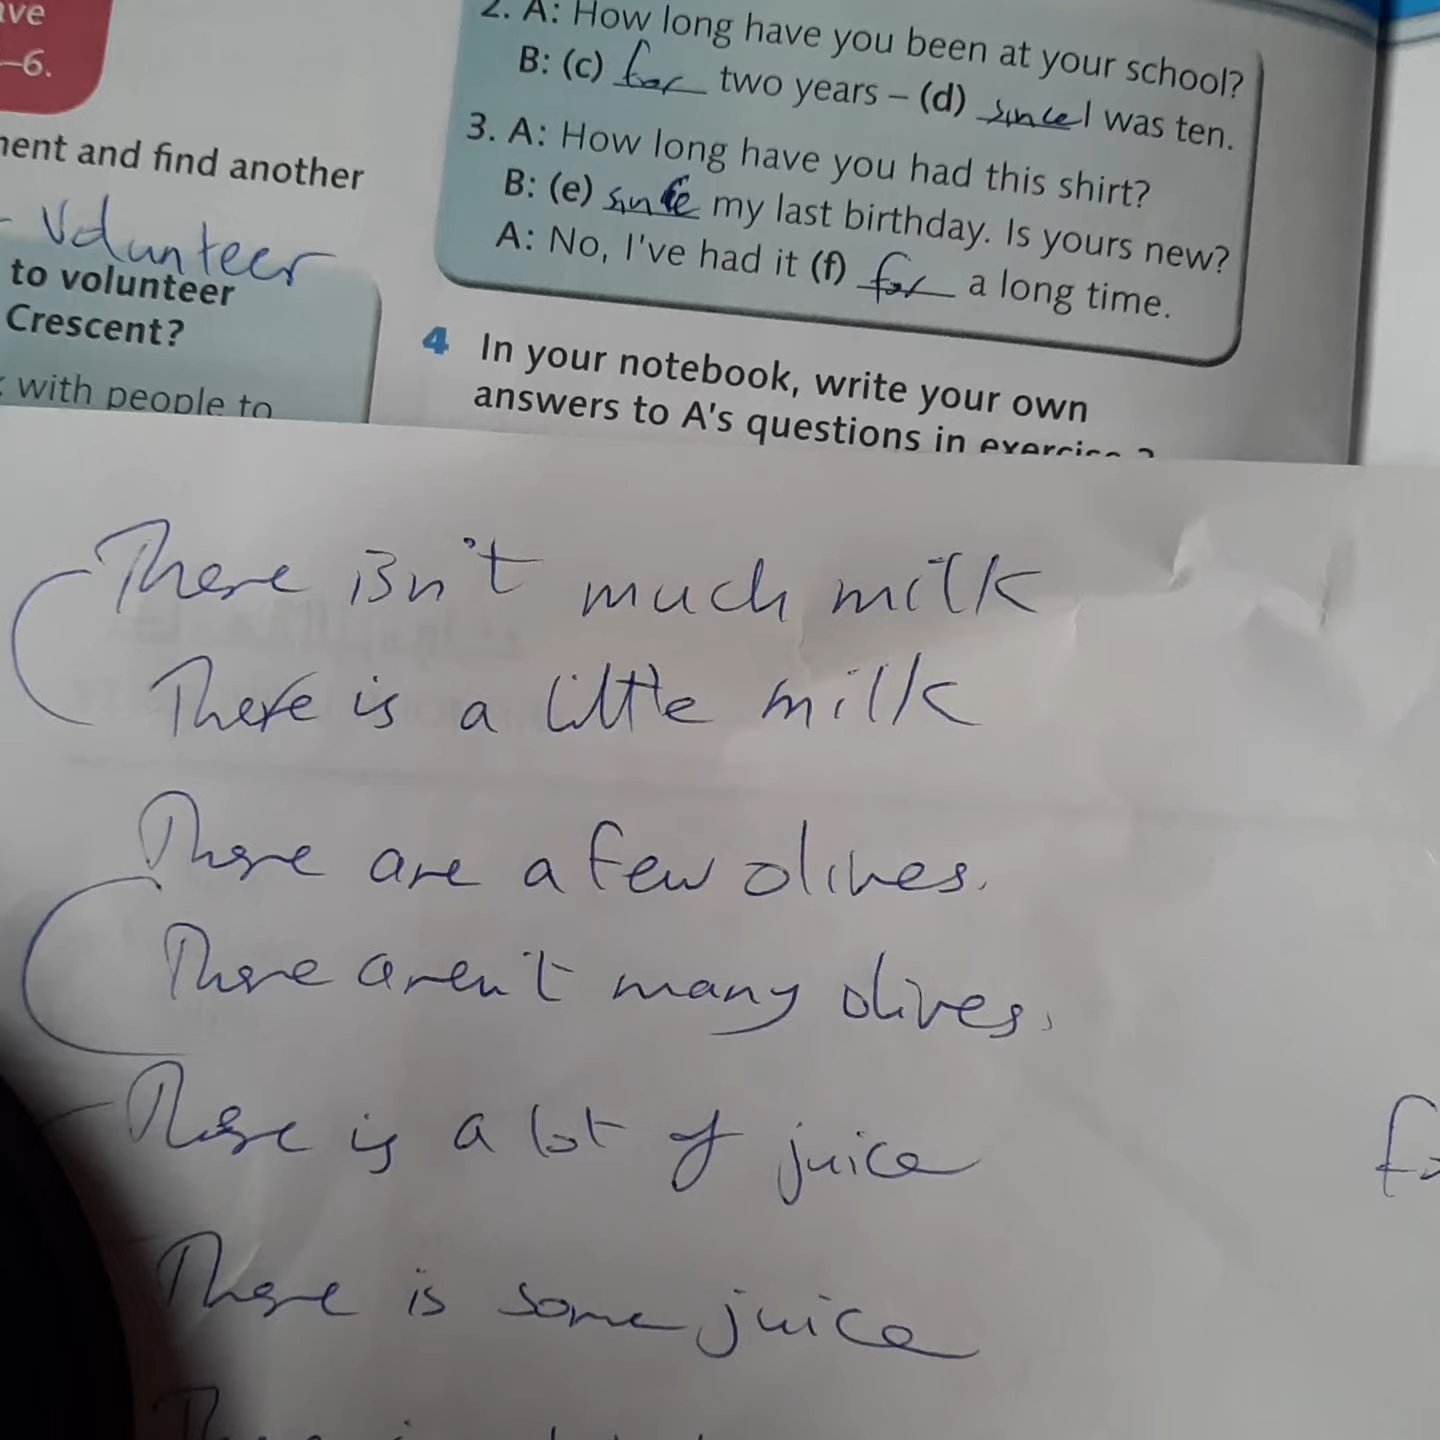 ave
–6.
ment and find another
- Volunteer
to volunteer
Crescent?
with people to
2. A: How long have you been at your school?
B: (c) for two years – (d) since I was ten.
3. A: How long have you had this shirt?
B: (e) since my last birthday. Is yours new?
A: No, I've had it (f) for a long time.
4 In your notebook, write your own
answers to A's questions in exercise
There isn't much milk
There is a little milk
There are a few olives.
There aren't many olives.
There is a lot of juice
There is some juice